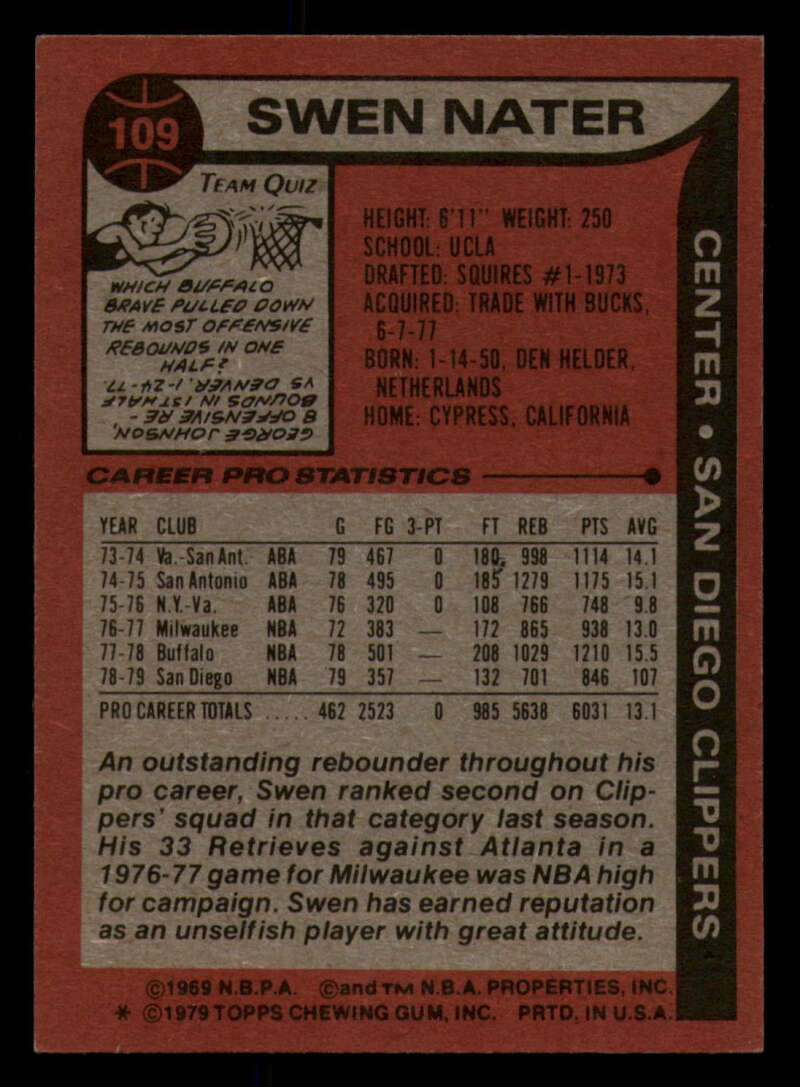 109
SWEN NATER
TEAM QUIZ
WHICH BUFFALO
BRAVE PULLED DOWN
THE MOST OFFENSIVE
REBOUNDS IN ONE
HALF?
GEORGE JOHNSON,
8 OFFENSIVE RE-
BOUNDS IN 1ST HALF
VS DENVER, 1-24-77.
HEIGHT: 6'11" WEIGHT: 250
SCHOOL: UCLA
DRAFTED: SQUIRES #1-1973
ACQUIRED: TRADE WITH BUCKS,
6-7-77
BORN: 1-14-50, DEN HELDER,
NETHERLANDS
HOME: CYPRESS, CALIFORNIA
CENTER • SAN DIEGO CLIPPERS
CAREER PRO STATISTICS
YEAR CLUB G FG 3-PT FT REB PTS AVG
73-74 Va.-San Ant. ABA 79 467 0 180 998 1114 14.1
74-75 San Antonio ABA 78 495 0 185 1279 1175 15.1
75-76 N.Y.-Va. ABA 76 320 0 108 766 748 9.8
76-77 Milwaukee NBA 72 383 — 172 865 938 13.0
77-78 Buffalo NBA 78 501 — 208 1029 1210 15.5
78-79 San Diego NBA 79 357 — 132 701 846 107
PRO CAREER TOTALS ..... 462 2523 0 985 5638 6031 13.1
An outstanding rebounder throughout his
pro career, Swen ranked second on Clip-
pers' squad in that category last season.
His 33 Retrieves against Atlanta in a
1976-77 game for Milwaukee was NBA high
for campaign. Swen has earned reputation
as an unselfish player with great attitude.
©1969 N.B.P.A. ©and TM N.B.A. PROPERTIES, INC.
* ©1979 TOPPS CHEWING GUM, INC. PRTD. IN U.S.A.